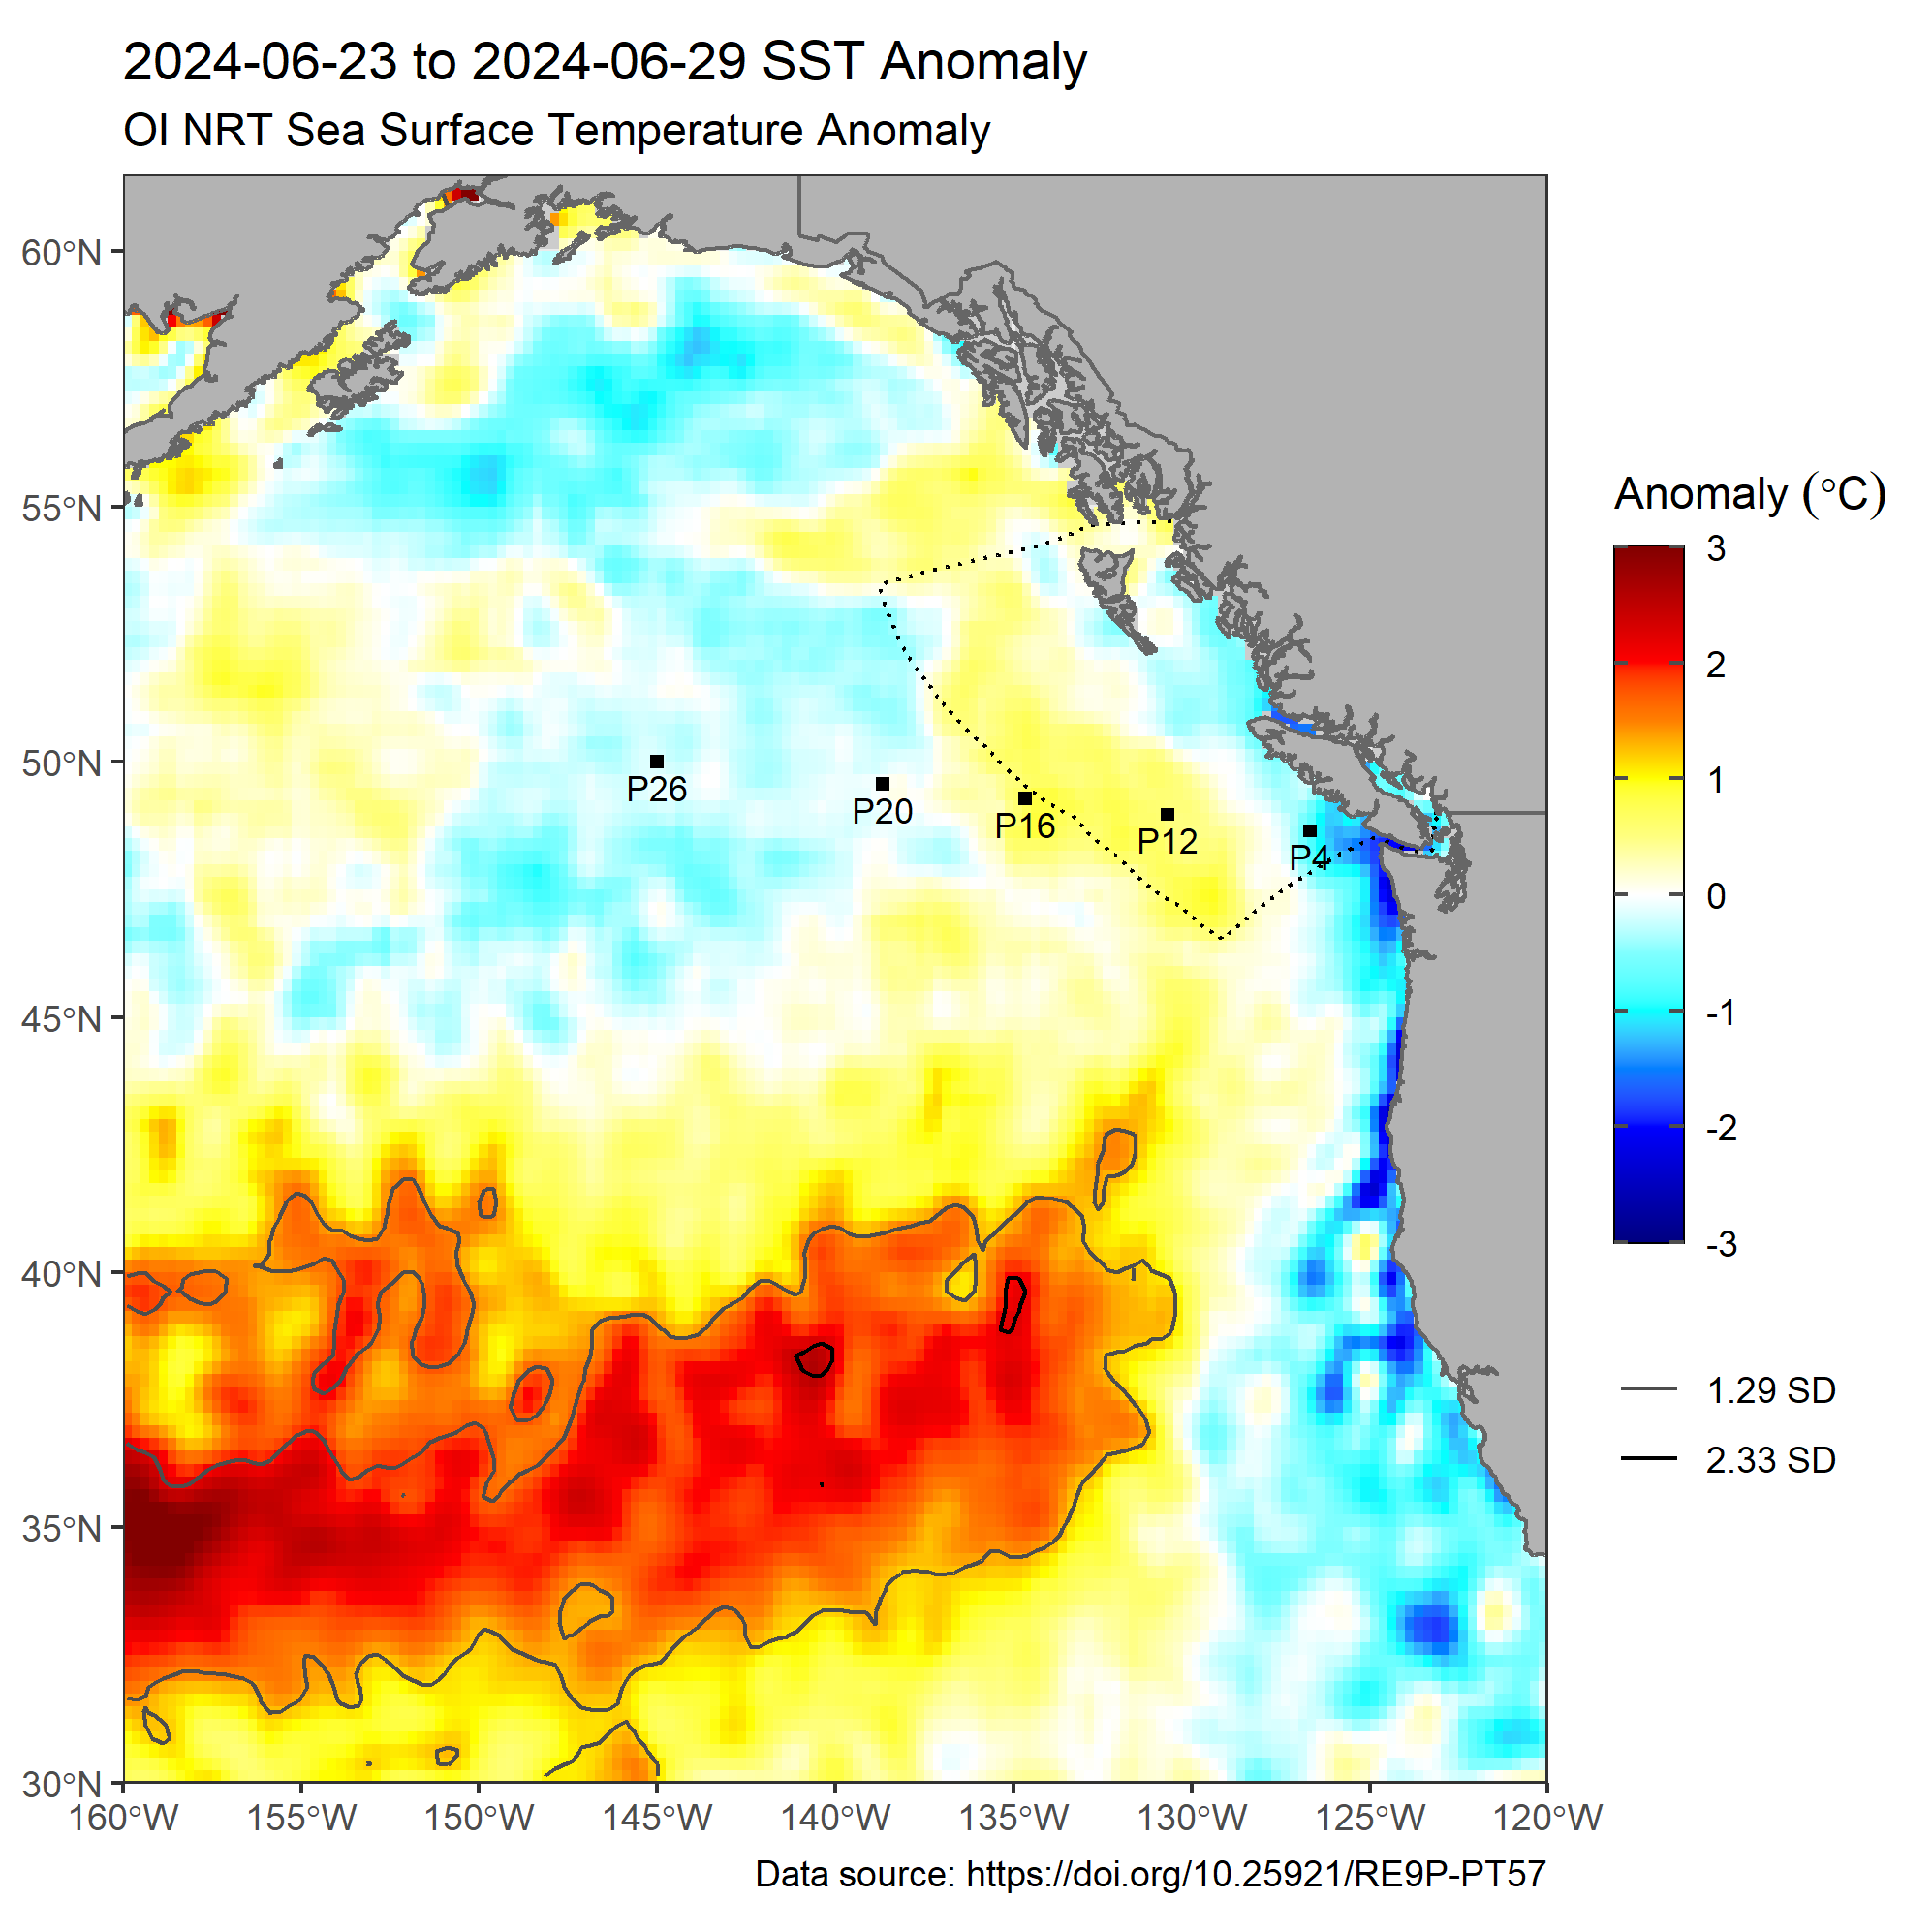 2024-06-23 to 2024-06-29 SST Anomaly
OI NRT Sea Surface Temperature Anomaly
60°N
55°N
50°N
45°N
40°N
35°N
30°N
160°W
155°W
150°W
145°W
140°W
135°W
130°W
125°W
120°W
P26
P20
P16
P12
P4
Anomaly (°C)
3
2
1
0
-1
-2
-3
1.29 SD
2.33 SD
Data source: https://doi.org/10.25921/RE9P-PT57